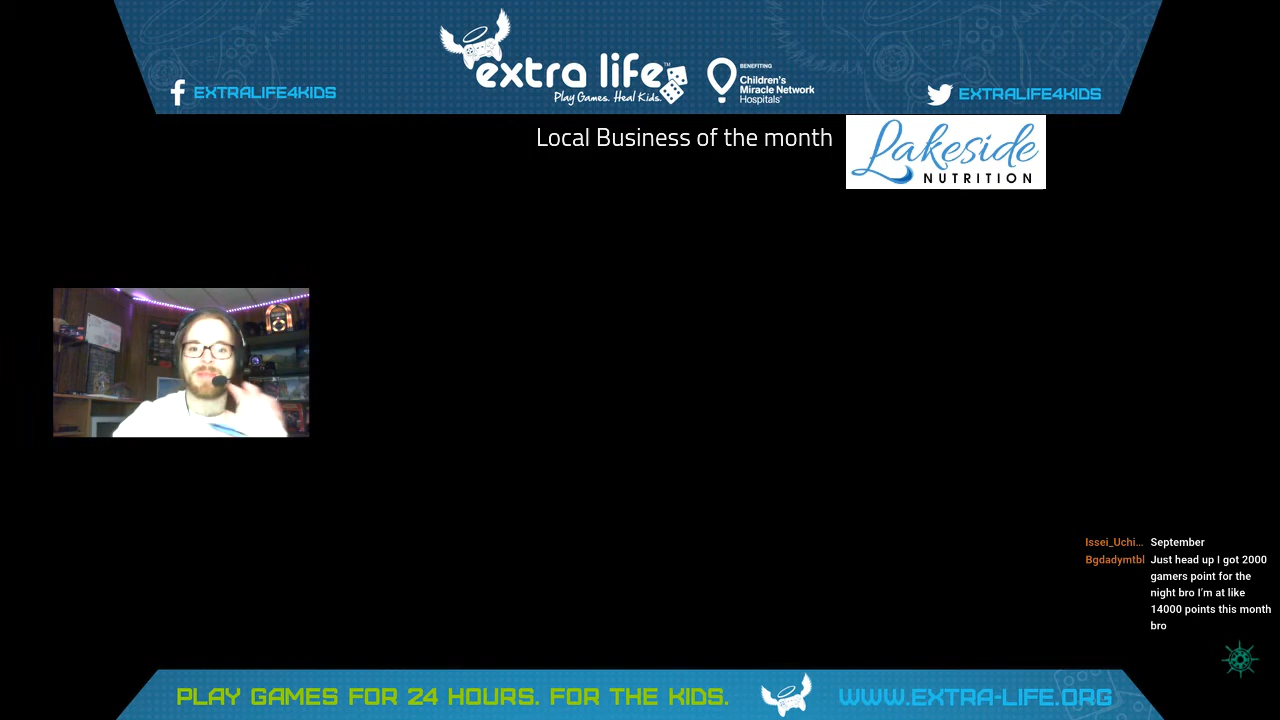 extra life™
Play Games. Heal Kids.
BENEFITING
Children's
Miracle Network
Hospitals
EXTRALIFE4KIDS
EXTRALIFE4KIDS
Local Business of the month
Lakeside
NUTRITION
Issei_Uchi... September
Bgdadymtbl Just head up I got 2000
gamers point for the
night bro I'm at like
14000 points this month
bro
PLAY GAMES FOR 24 HOURS. FOR THE KIDS.
WWW.EXTRA-LIFE.ORG